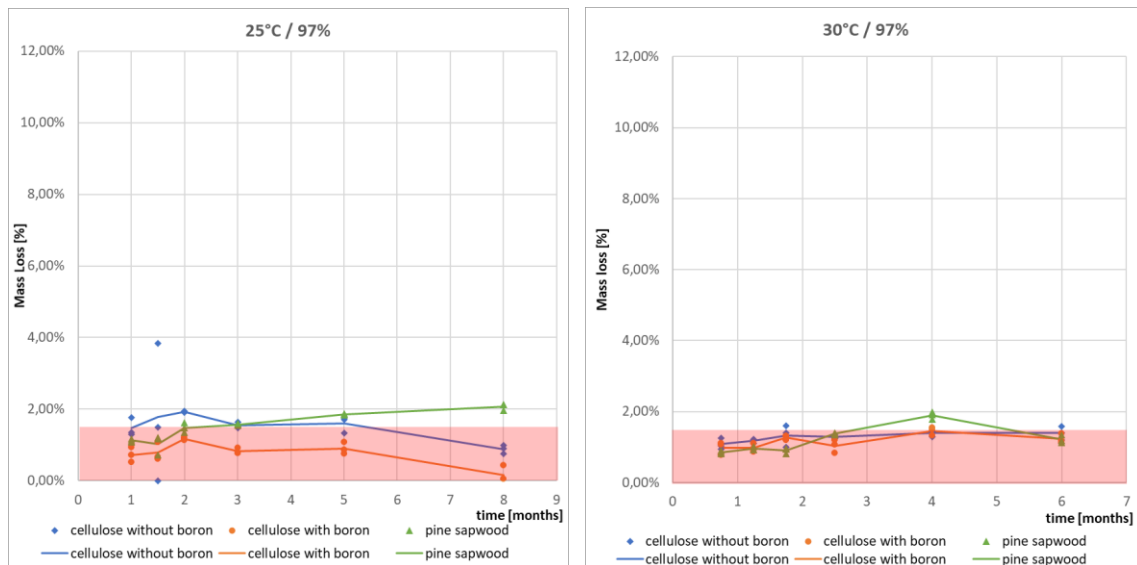 25°C / 97%
12,00%
10,00%
8,00%
6,00%
4,00%
2,00%
0,00%
Mass Loss [%]
0 1 2 3 4 5 6 7 8 9
time [months]
cellulose without boron cellulose with boron pine sapwood
cellulose without boron cellulose with boron pine sapwood
30°C / 97%
12,00%
10,00%
8,00%
6,00%
4,00%
2,00%
0,00%
Mass loss [%]
0 1 2 3 4 5 6 7
time [months]
cellulose without boron cellulose with boron pine sapwood
cellulose without boron cellulose with boron pine sapwood